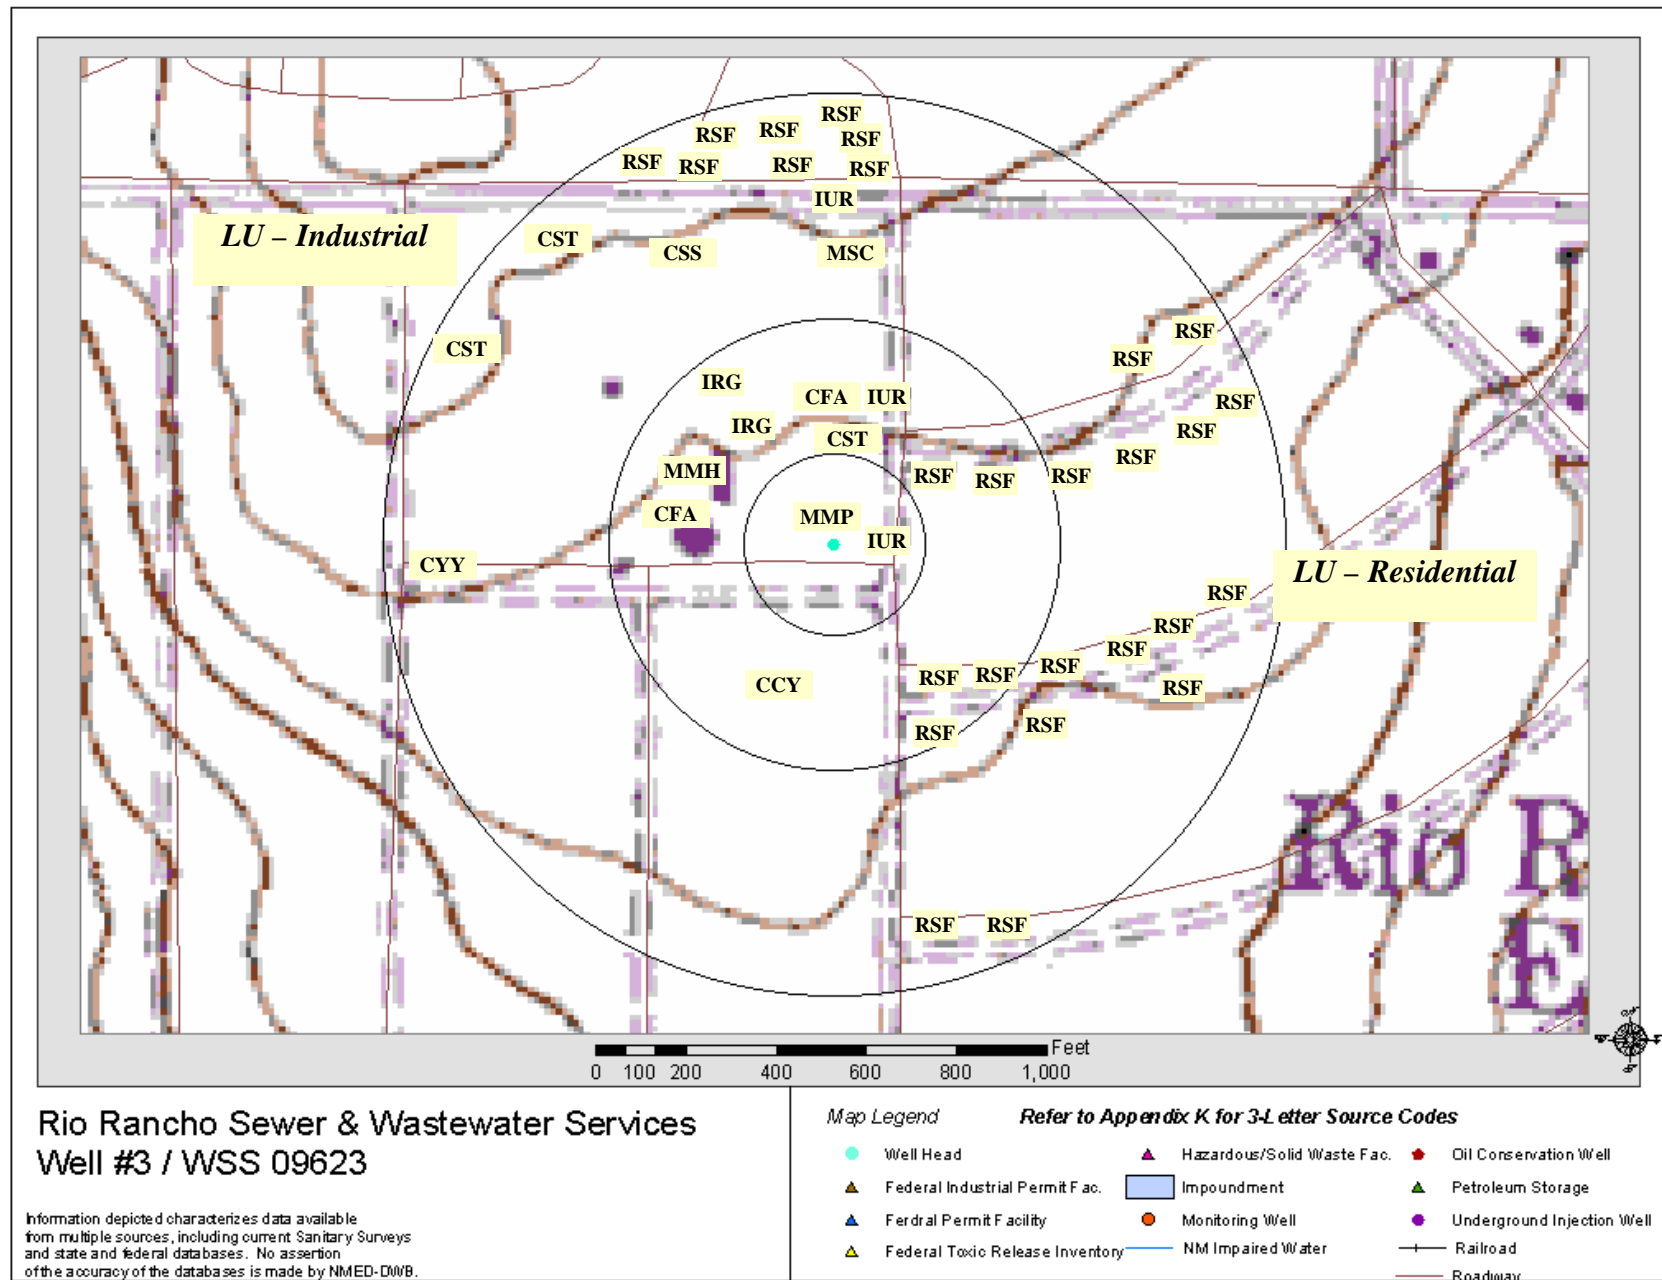 RSF
RSF RSF RSF
RSF RSF RSF RSF
IUR
LU – Industrial
CST CSS MSC
RSF
CST RSF
IRG CFA IUR RSF
IRG CST RSF
MMH RSF RSF RSF RSF
CFA MMP
IUR
CYY LU – Residential
RSF
RSF
RSF
CCY RSF RSF RSF RSF
RSF RSF
Rio R
E
RSF RSF
Feet
0 100 200 400 600 800 1,000
Rio Rancho Sewer & Wastewater Services
Well #3 / WSS 09623
Information depicted characterizes data available
from multiple sources, including current Sanitary Surveys
and state and federal databases. No assertion
of the accuracy of the databases is made by NMED-DWB.
Map Legend Refer to Appendix K for 3-Letter Source Codes
Well Head Hazardous/Solid Waste Fac. Oil Conservation Well
Federal Industrial Permit Fac. Impoundment Petroleum Storage
Ferdral Permit Facility Monitoring Well Underground Injection Well
Federal Toxic Release Inventory NM Impaired Water Railroad
Roadway